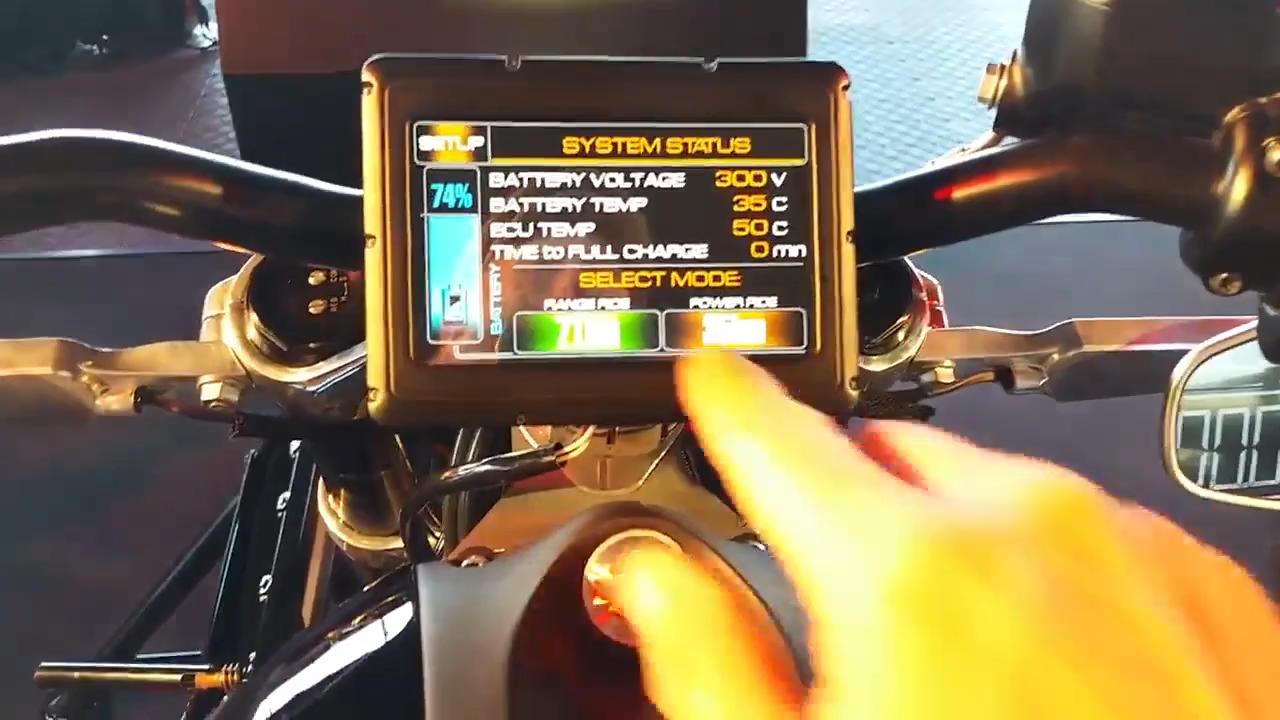 SETUP SYSTEM STATUS
74%
BATTERY VOLTAGE 300 V
BATTERY TEMP 35 C
ECU TEMP 50 C
TIME to FULL CHARGE 0 min
BATTERY
SELECT MODE
RANGE RIDE POWER RIDE